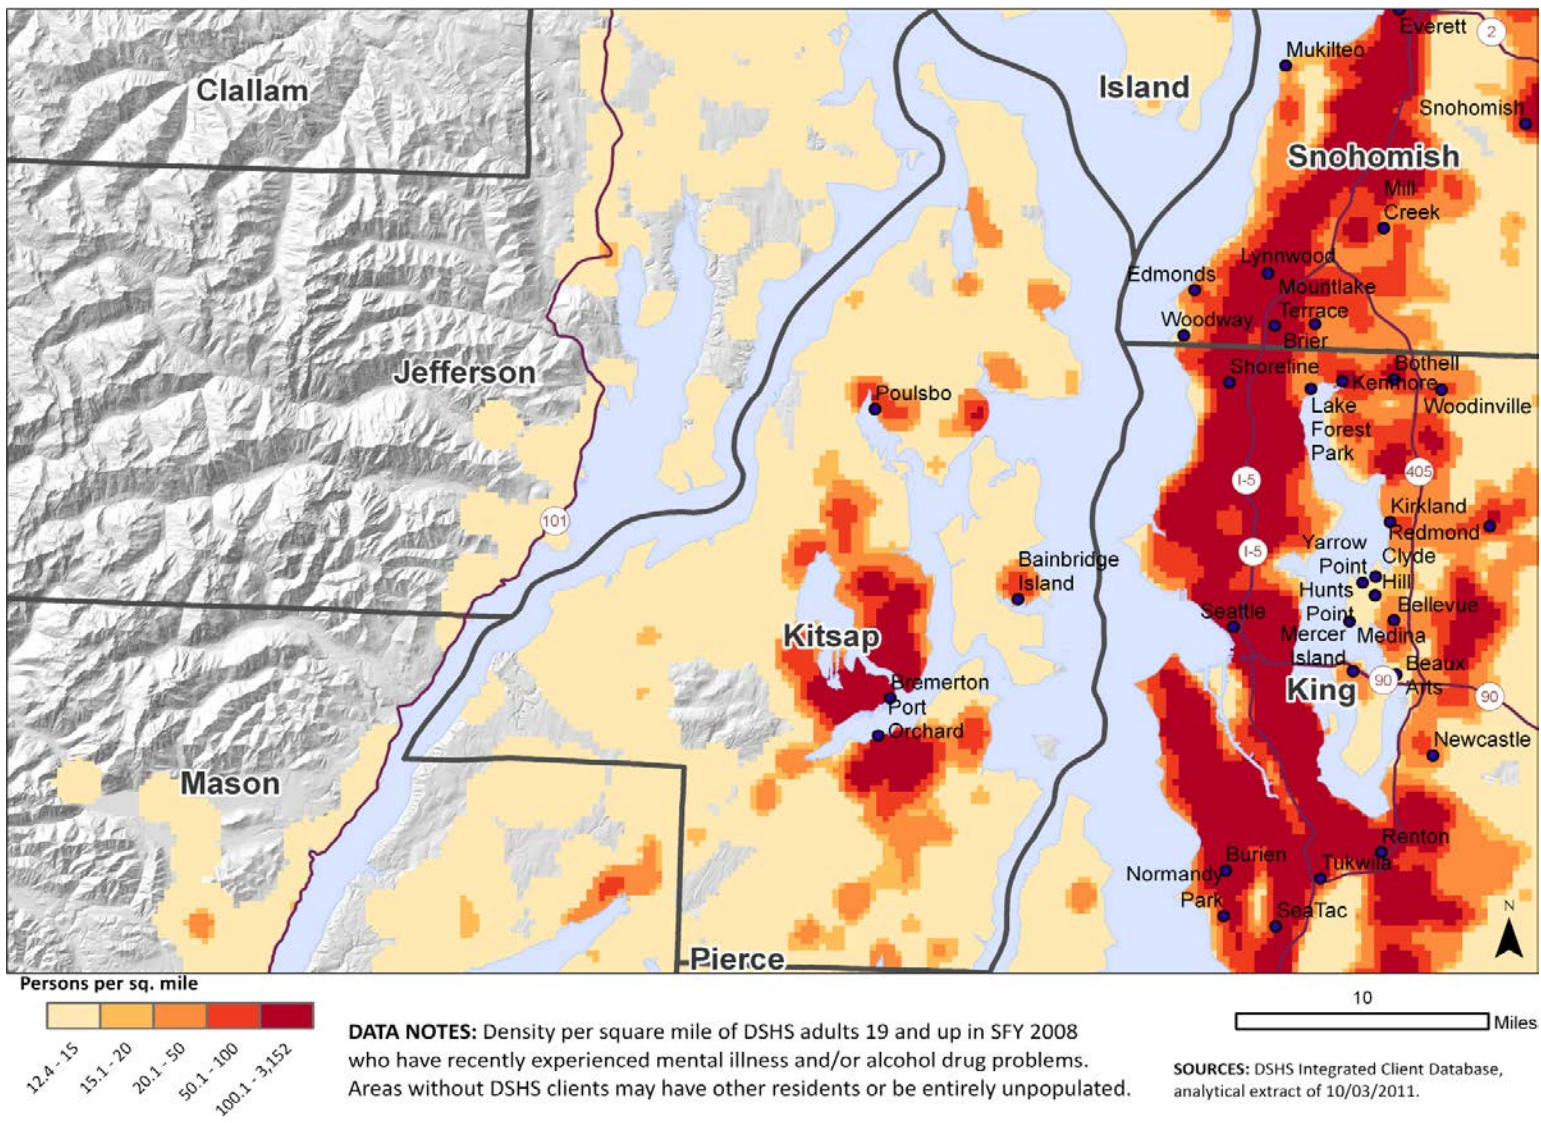 Everett
2
Mukilteo
Clallam
Island
Snohomish
Snohomish
Mill
Creek
Lynnwood
Edmonds
Mountlake
Terrace
Woodway
Brier
Jefferson
Shoreline
Bothell
Kenmore
Poulsbo
Lake
Forest
Park
Woodinville
405
I-5
101
Kirkland
Redmond
I-5
Yarrow
Point
Clyde
Hill
Bainbridge
Island
Hunts
Point
Seattle
Bellevue
Kitsap
Mercer
Island
Medina
Beaux
Arts
90
King
90
Bremerton
Port
Orchard
Newcastle
Mason
Renton
Burien
Tukwila
Normandy
Park
SeaTac
N
Pierce
Persons per sq. mile
12.4 - 15
15.1 - 20
20.1 - 50
50.1 - 100
100.1 - 3,152
DATA NOTES: Density per square mile of DSHS adults 19 and up in SFY 2008
who have recently experienced mental illness and/or alcohol drug problems.
Areas without DSHS clients may have other residents or be entirely unpopulated.
10
Miles
SOURCES: DSHS Integrated Client Database,
analytical extract of 10/03/2011.